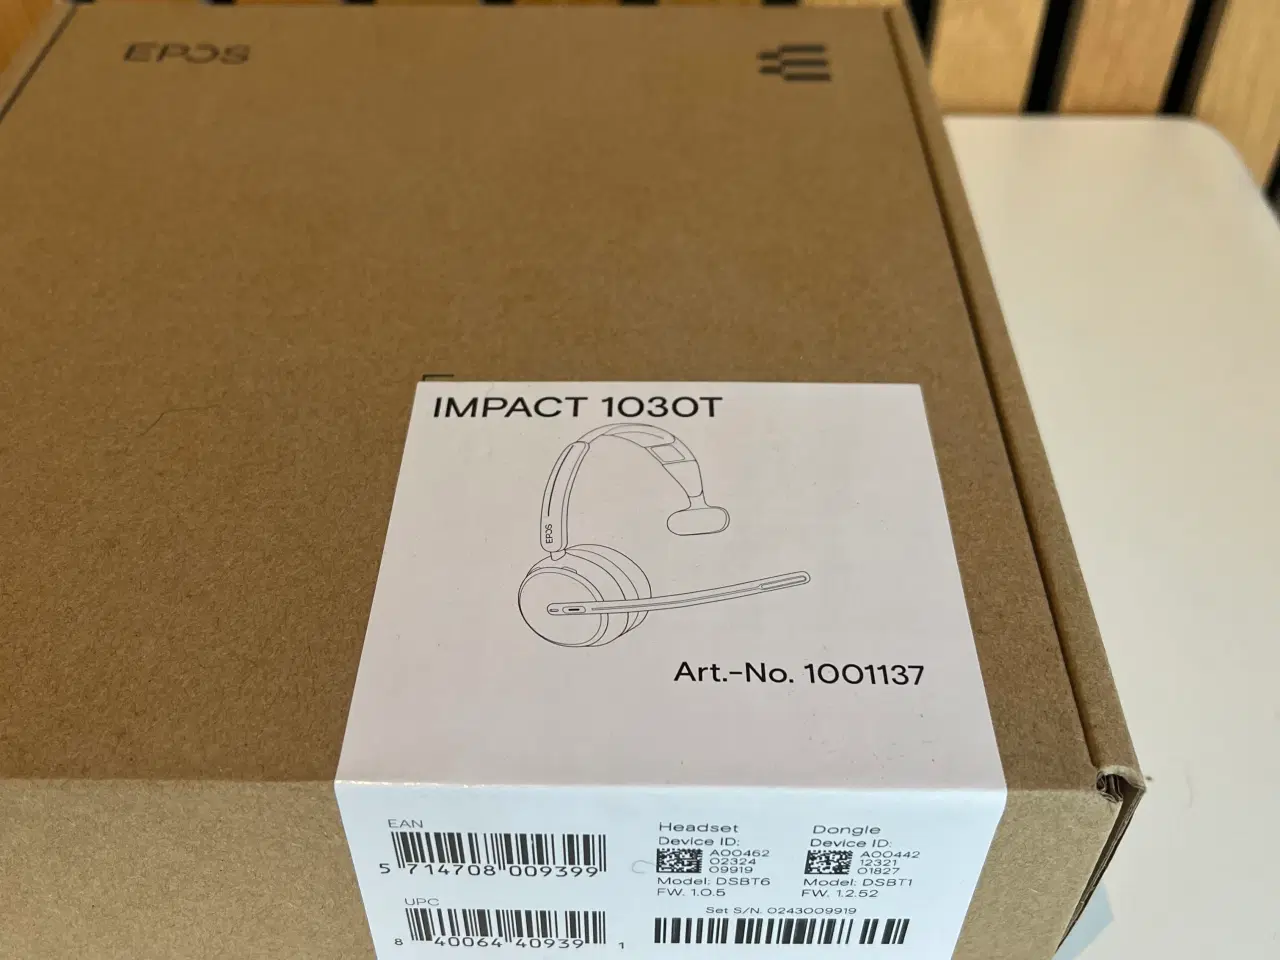 EPOS
IMPACT 1030T
EPOS
Art.-No. 1001137
EAN
5 714708 009399
UPC
8 40064 40939 1
Headset
Device ID:
A00462
02324
09919
Model: DSBT6
FW. 1.0.5
Dongle
Device ID:
A00442
12321
01827
Model: DSBT1
FW. 1.2.52
Set S/N. 0243009919